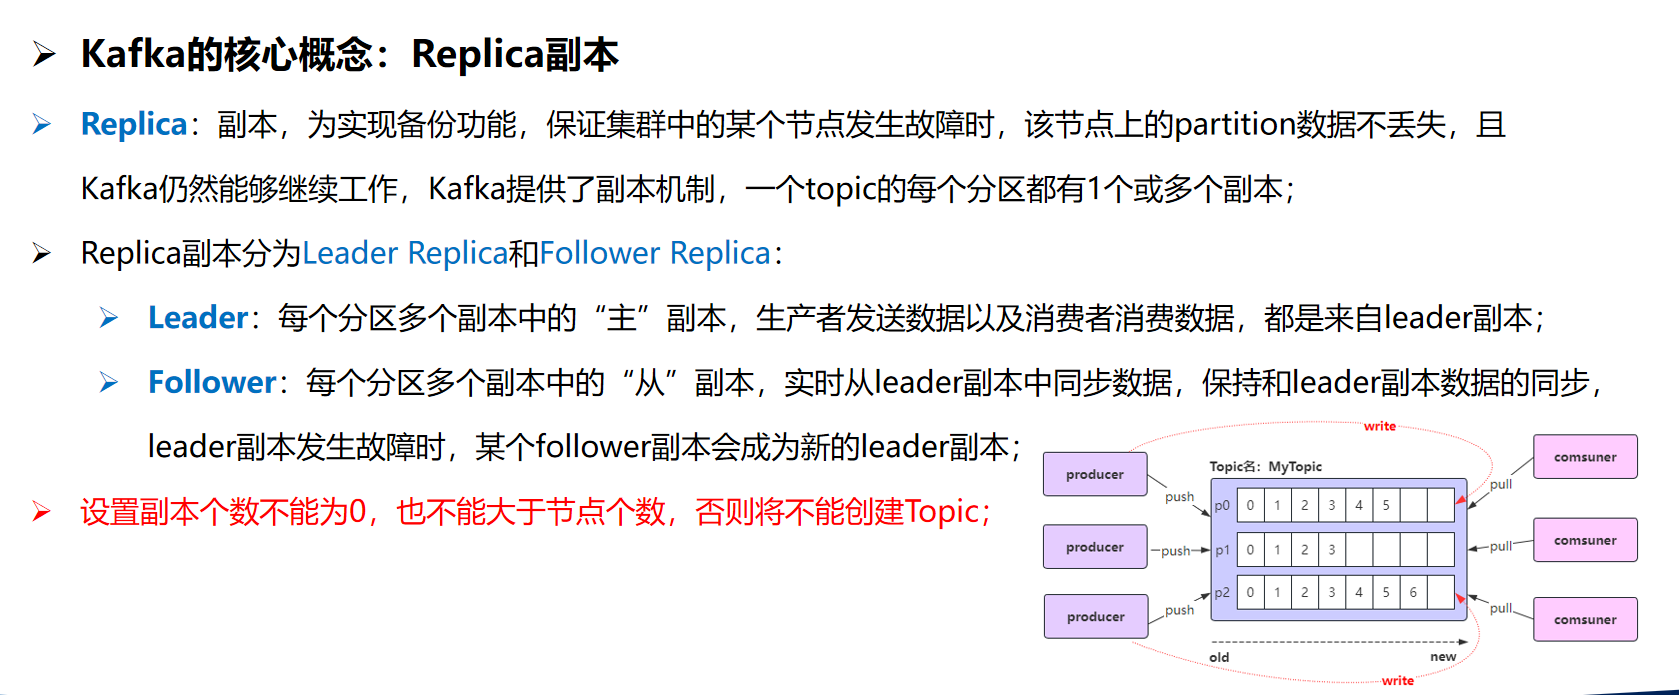 Kafka的核心概念：Replica副本
Replica：副本，为实现备份功能，保证集群中的某个节点发生故障时，该节点上的partition数据不丢失，且
Kafka仍然能够继续工作，Kafka提供了副本机制，一个topic的每个分区都有1个或多个副本；
Replica副本分为Leader Replica和Follower Replica：
Leader：每个分区多个副本中的“主”副本，生产者发送数据以及消费者消费数据，都是来自leader副本；
Follower：每个分区多个副本中的“从”副本，实时从leader副本中同步数据，保持和leader副本数据的同步，
leader副本发生故障时，某个follower副本会成为新的leader副本；
设置副本个数不能为0，也不能大于节点个数，否则将不能创建Topic；
write
Topic名：MyTopic
producer
push
p0 0 1 2 3 4 5
pull
comsuner
producer
push
p1 0 1 2 3
pull
comsuner
producer
push
p2 0 1 2 3 4 5 6
pull
comsuner
old
new
write